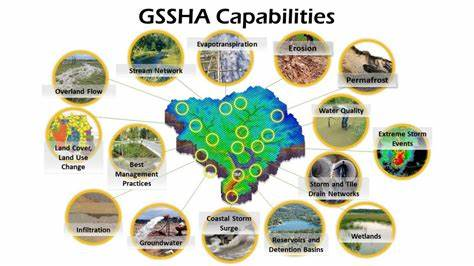 GSSHA Capabilities
Evapotranspiration
Erosion
Stream Network
Permafrost
Overland Flow
Water Quality
Extreme Storm
Events
Land Cover,
Land Use
Change
Best
Management
Practices
Storm and Tile
Drain Networks
Infiltration
Groundwater
Coastal Storm
Surge
Reservoirs and
Detention Basins
Wetlands